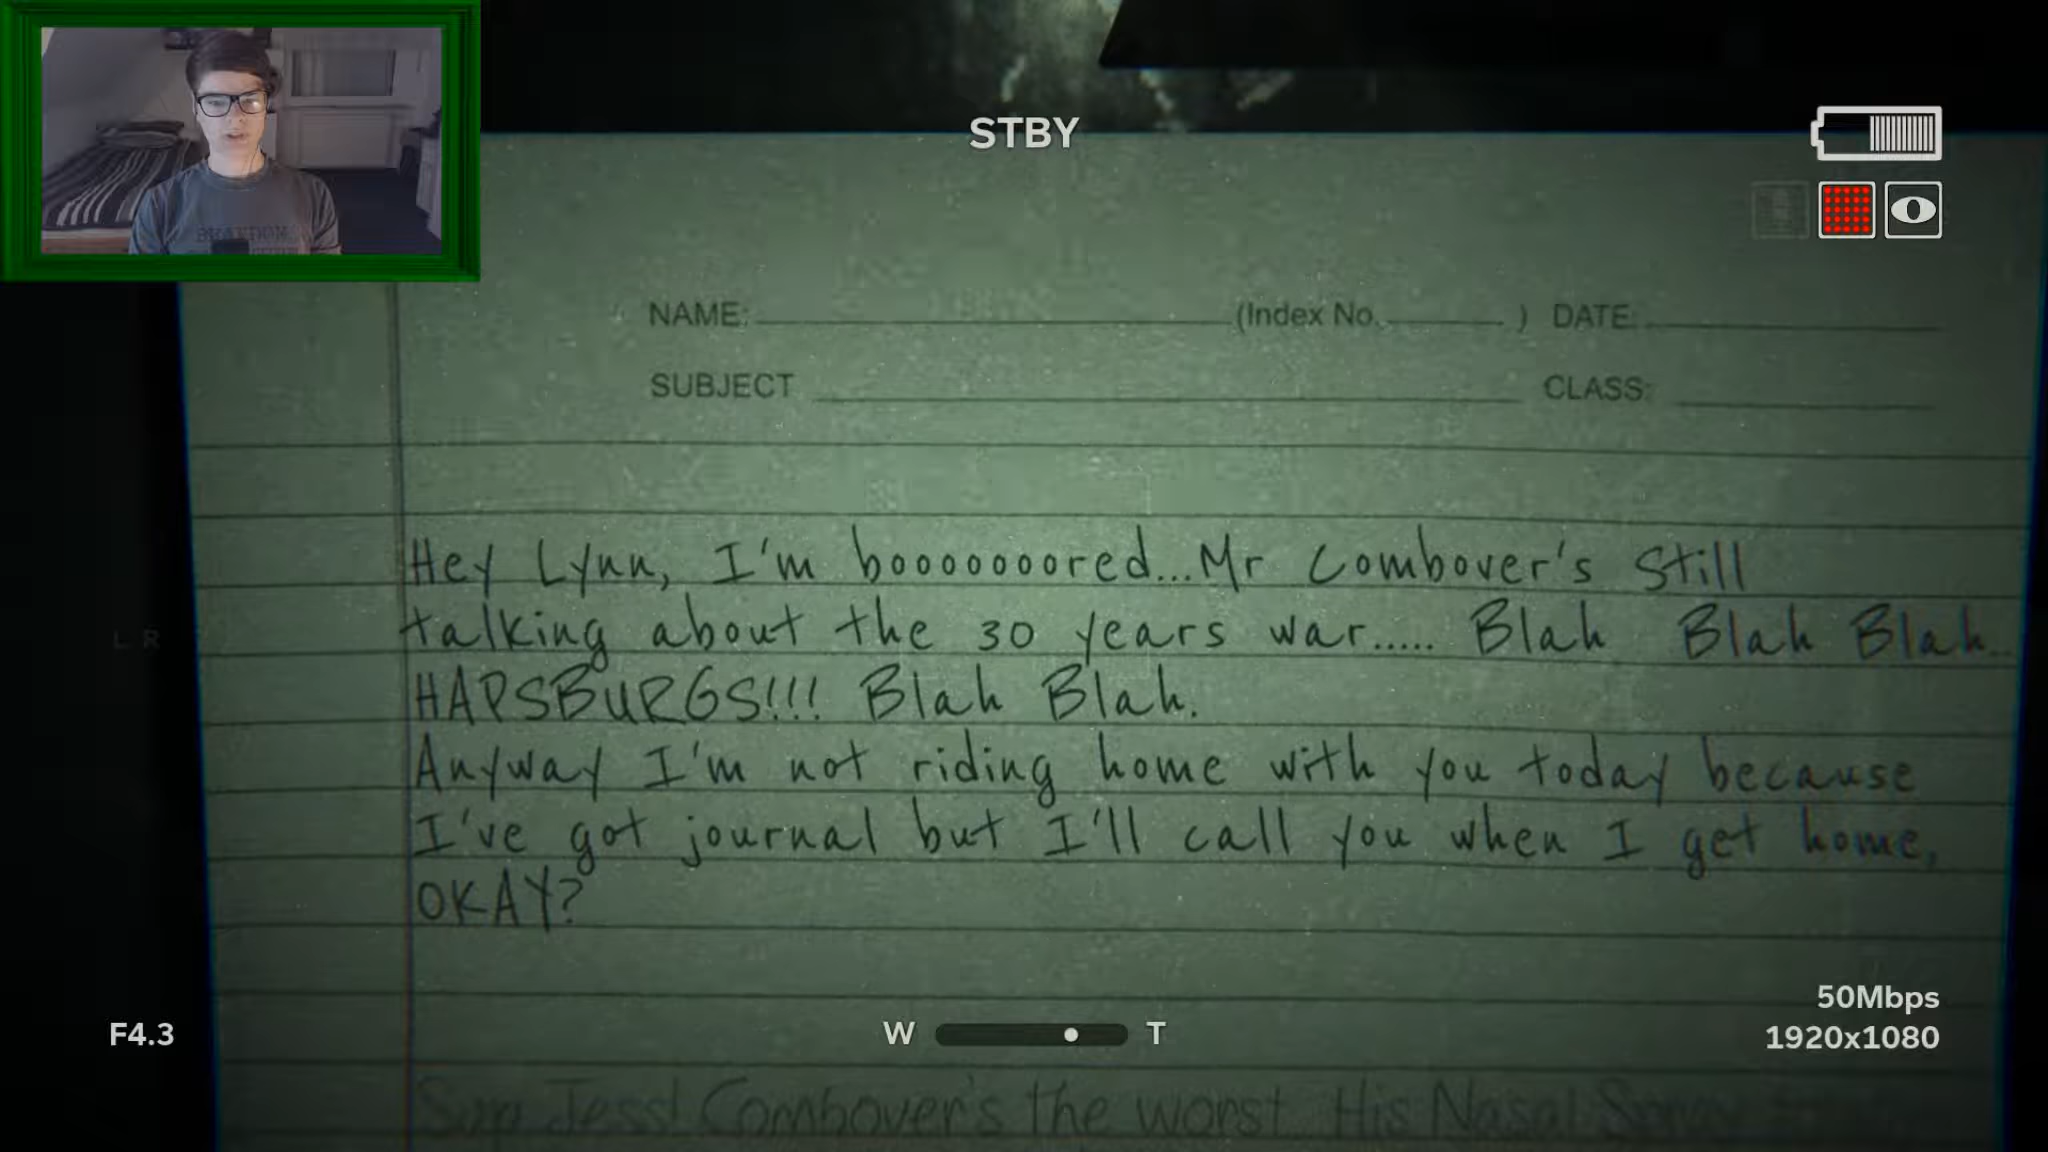 STBY
NAME: (Index No. ) DATE:
SUBJECT CLASS:
Hey Lynn, I'm boooooooored...Mr Combover's Still
talking about the 30 years war..... Blah Blah Blah..
HAPSBURGS!!! Blah Blah.
Anyway I'm not riding home with you today because
I've got journal but I'll call you when I get home,
OKAY?
L R
50Mbps
F4.3 W T 1920x1080
Sup Jess! Combover's the worst. His Nasal